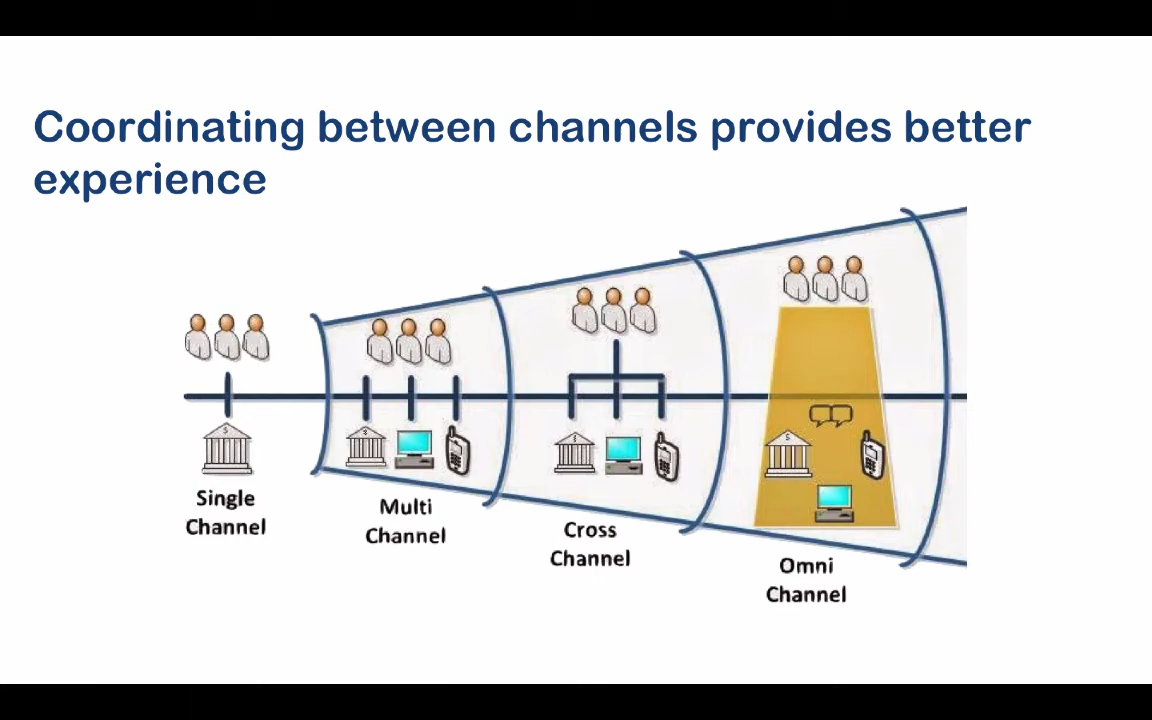 Coordinating between channels provides better
experience
Single
Channel
Multi
Channel
Cross
Channel
Omni
Channel